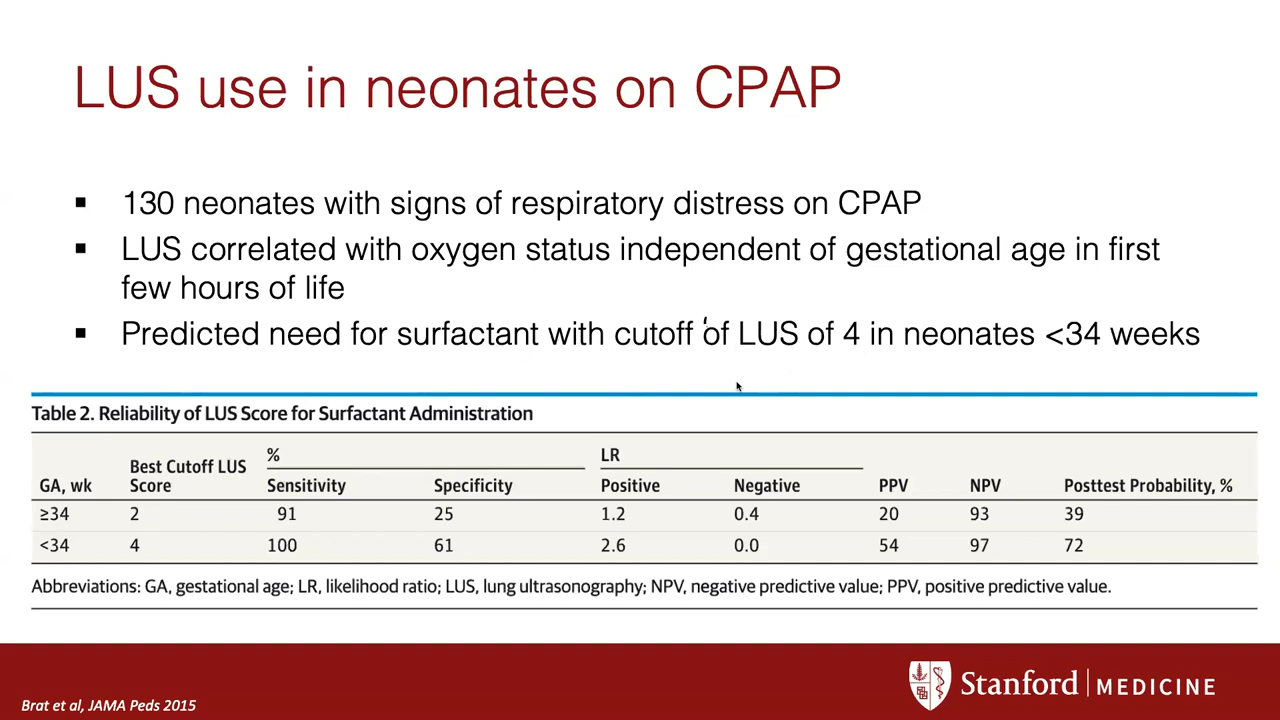 LUS use in neonates on CPAP
▪ 130 neonates with signs of respiratory distress on CPAP
▪ LUS correlated with oxygen status independent of gestational age in first
few hours of life
▪ Predicted need for surfactant with cutoff of LUS of 4 in neonates <34 weeks
Table 2. Reliability of LUS Score for Surfactant Administration
% LR
Best Cutoff LUS
GA, wk Score Sensitivity Specificity Positive Negative PPV NPV Posttest Probability, %
≥34 2 91 25 1.2 0.4 20 93 39
<34 4 100 61 2.6 0.0 54 97 72
Abbreviations: GA, gestational age; LR, likelihood ratio; LUS, lung ultrasonography; NPV, negative predictive value; PPV, positive predictive value.
Stanford MEDICINE
Brat et al, JAMA Peds 2015